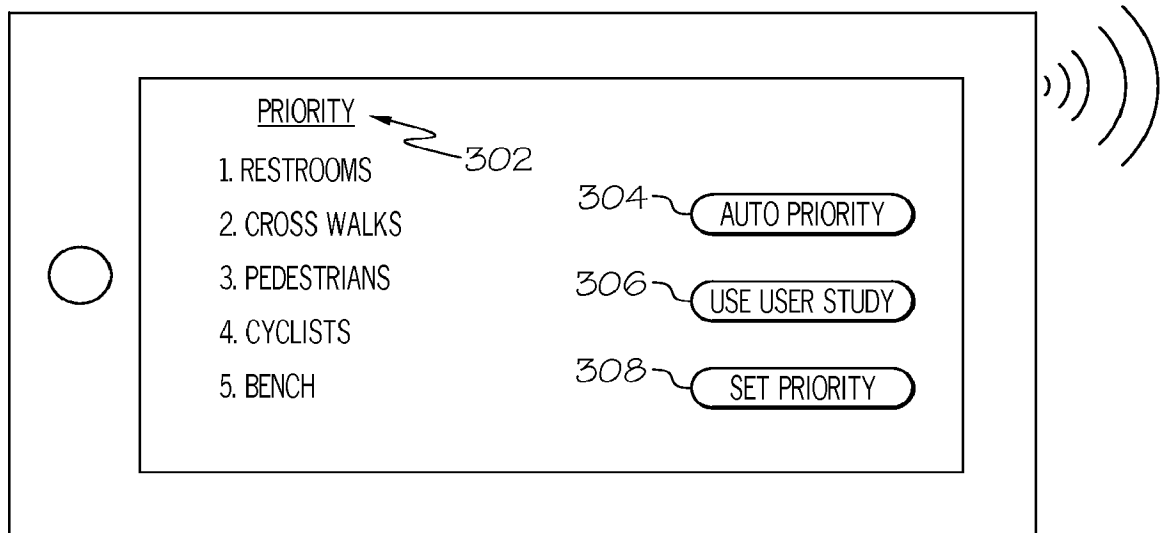 PRIORITY
302
1. RESTROOMS
2. CROSS WALKS
3. PEDESTRIANS
4. CYCLISTS
5. BENCH
304
AUTO PRIORITY
306
USE USER STUDY
308
SET PRIORITY